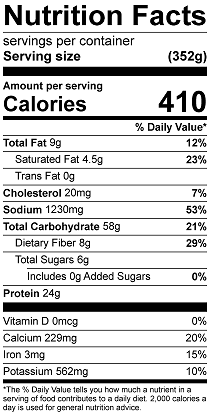 Nutrition Facts
servings per container
Serving size (352g)
Amount per serving
Calories 410
% Daily Value*
Total Fat 9g 12%
Saturated Fat 4.5g 23%
Trans Fat 0g
Cholesterol 20mg 7%
Sodium 1230mg 53%
Total Carbohydrate 58g 21%
Dietary Fiber 8g 29%
Total Sugars 6g
Includes 0g Added Sugars 0%
Protein 24g
Vitamin D 0mcg 0%
Calcium 229mg 20%
Iron 3mg 15%
Potassium 562mg 10%
*The % Daily Value tells you how much a nutrient in a
serving of food contributes to a daily diet. 2,000 calories a
day is used for general nutrition advice.